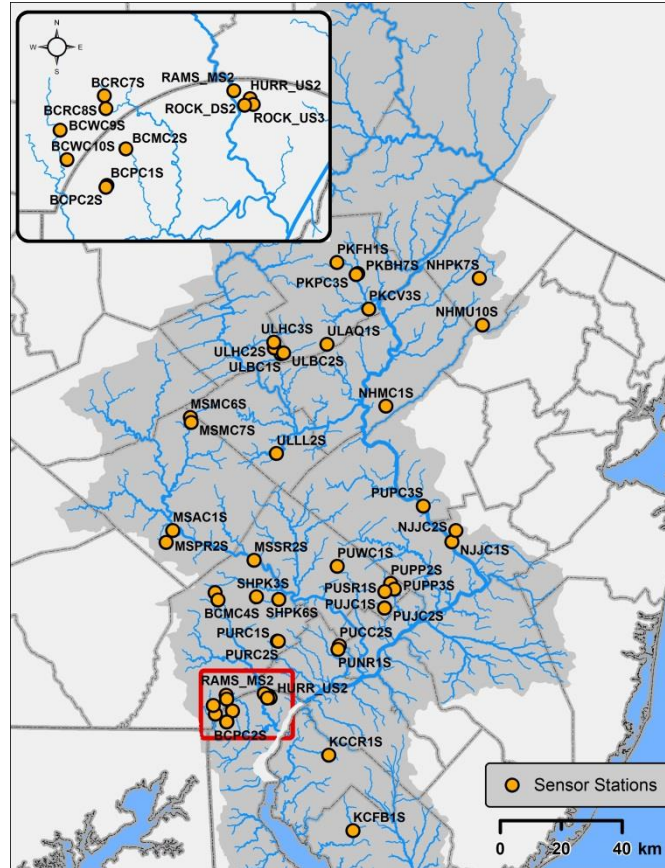 N
W E
S
BCRC7S
RAMS_MS2
HURR_US2
BCRC8S
ROCK_DS2
ROCK_US3
BCWC9S
BCMC2S
BCWC10S
BCPC1S
BCPC2S
PKFH1S
PKBH7S
NHPK7S
PKPC3S
PKCV3S
NHMU10S
ULHC3S
ULAQ1S
ULHC2S
ULBC2S
ULBC1S
MSMC6S
NHMC1S
MSMC7S
ULLL2S
PUPC3S
MSAC1S
NJJC2S
MSPR2S
NJJC1S
MSSR2S
PUWC1S
PUPP2S
SHPK3S
PUSR1S
PUPP3S
BCMC4S
SHPK6S
PUJC1S
PUJC2S
PURC1S
PUCC2S
PURC2S
PUNR1S
RAMS_MS2
HURR_US2
BCPC2S
KCCR1S
Sensor Stations
KCFB1S
0 20 40
km